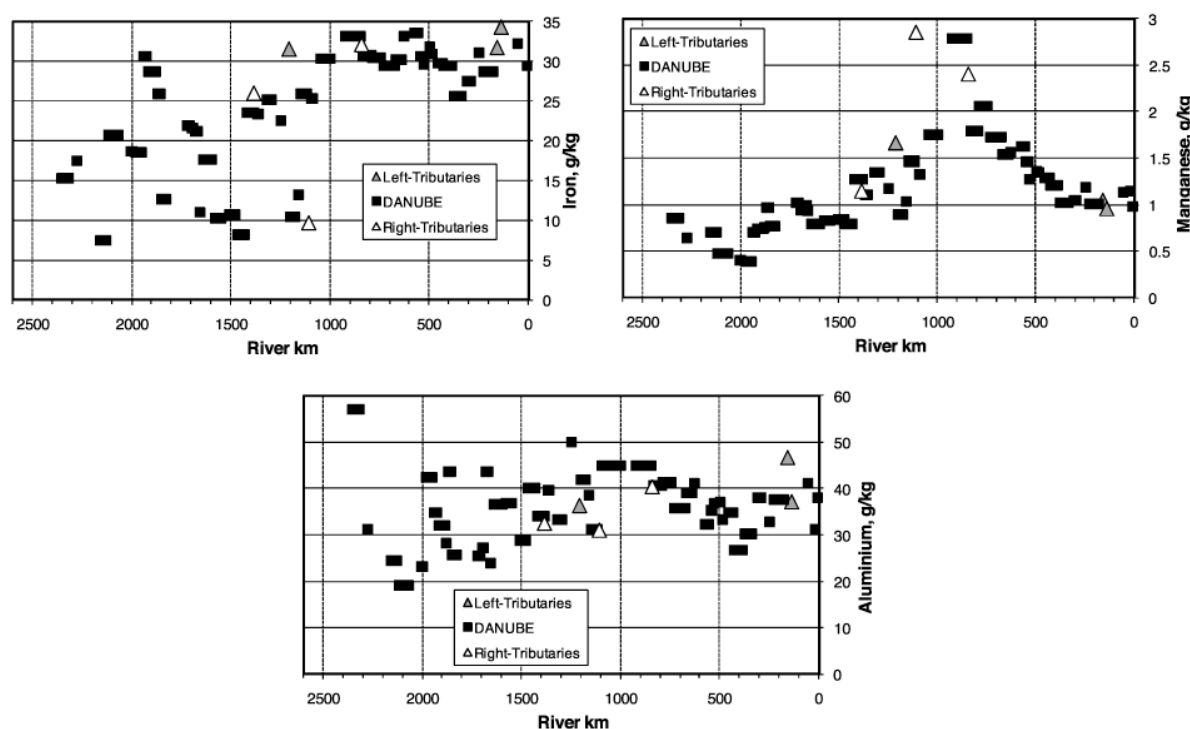 35
30
25
20
15
10
5
0
Iron, g/kg
Left-Tributaries
DANUBE
Right-Tributaries
2500 2000 1500 1000 500 0
River km
3
2.5
2
1.5
1
0.5
0
Manganese, g/kg
Left-Tributaries
DANUBE
Right-Tributaries
2500 2000 1500 1000 500 0
River km
60
50
40
30
20
10
0
Aluminium, g/kg
Left-Tributaries
DANUBE
Right-Tributaries
2500 2000 1500 1000 500 0
River km